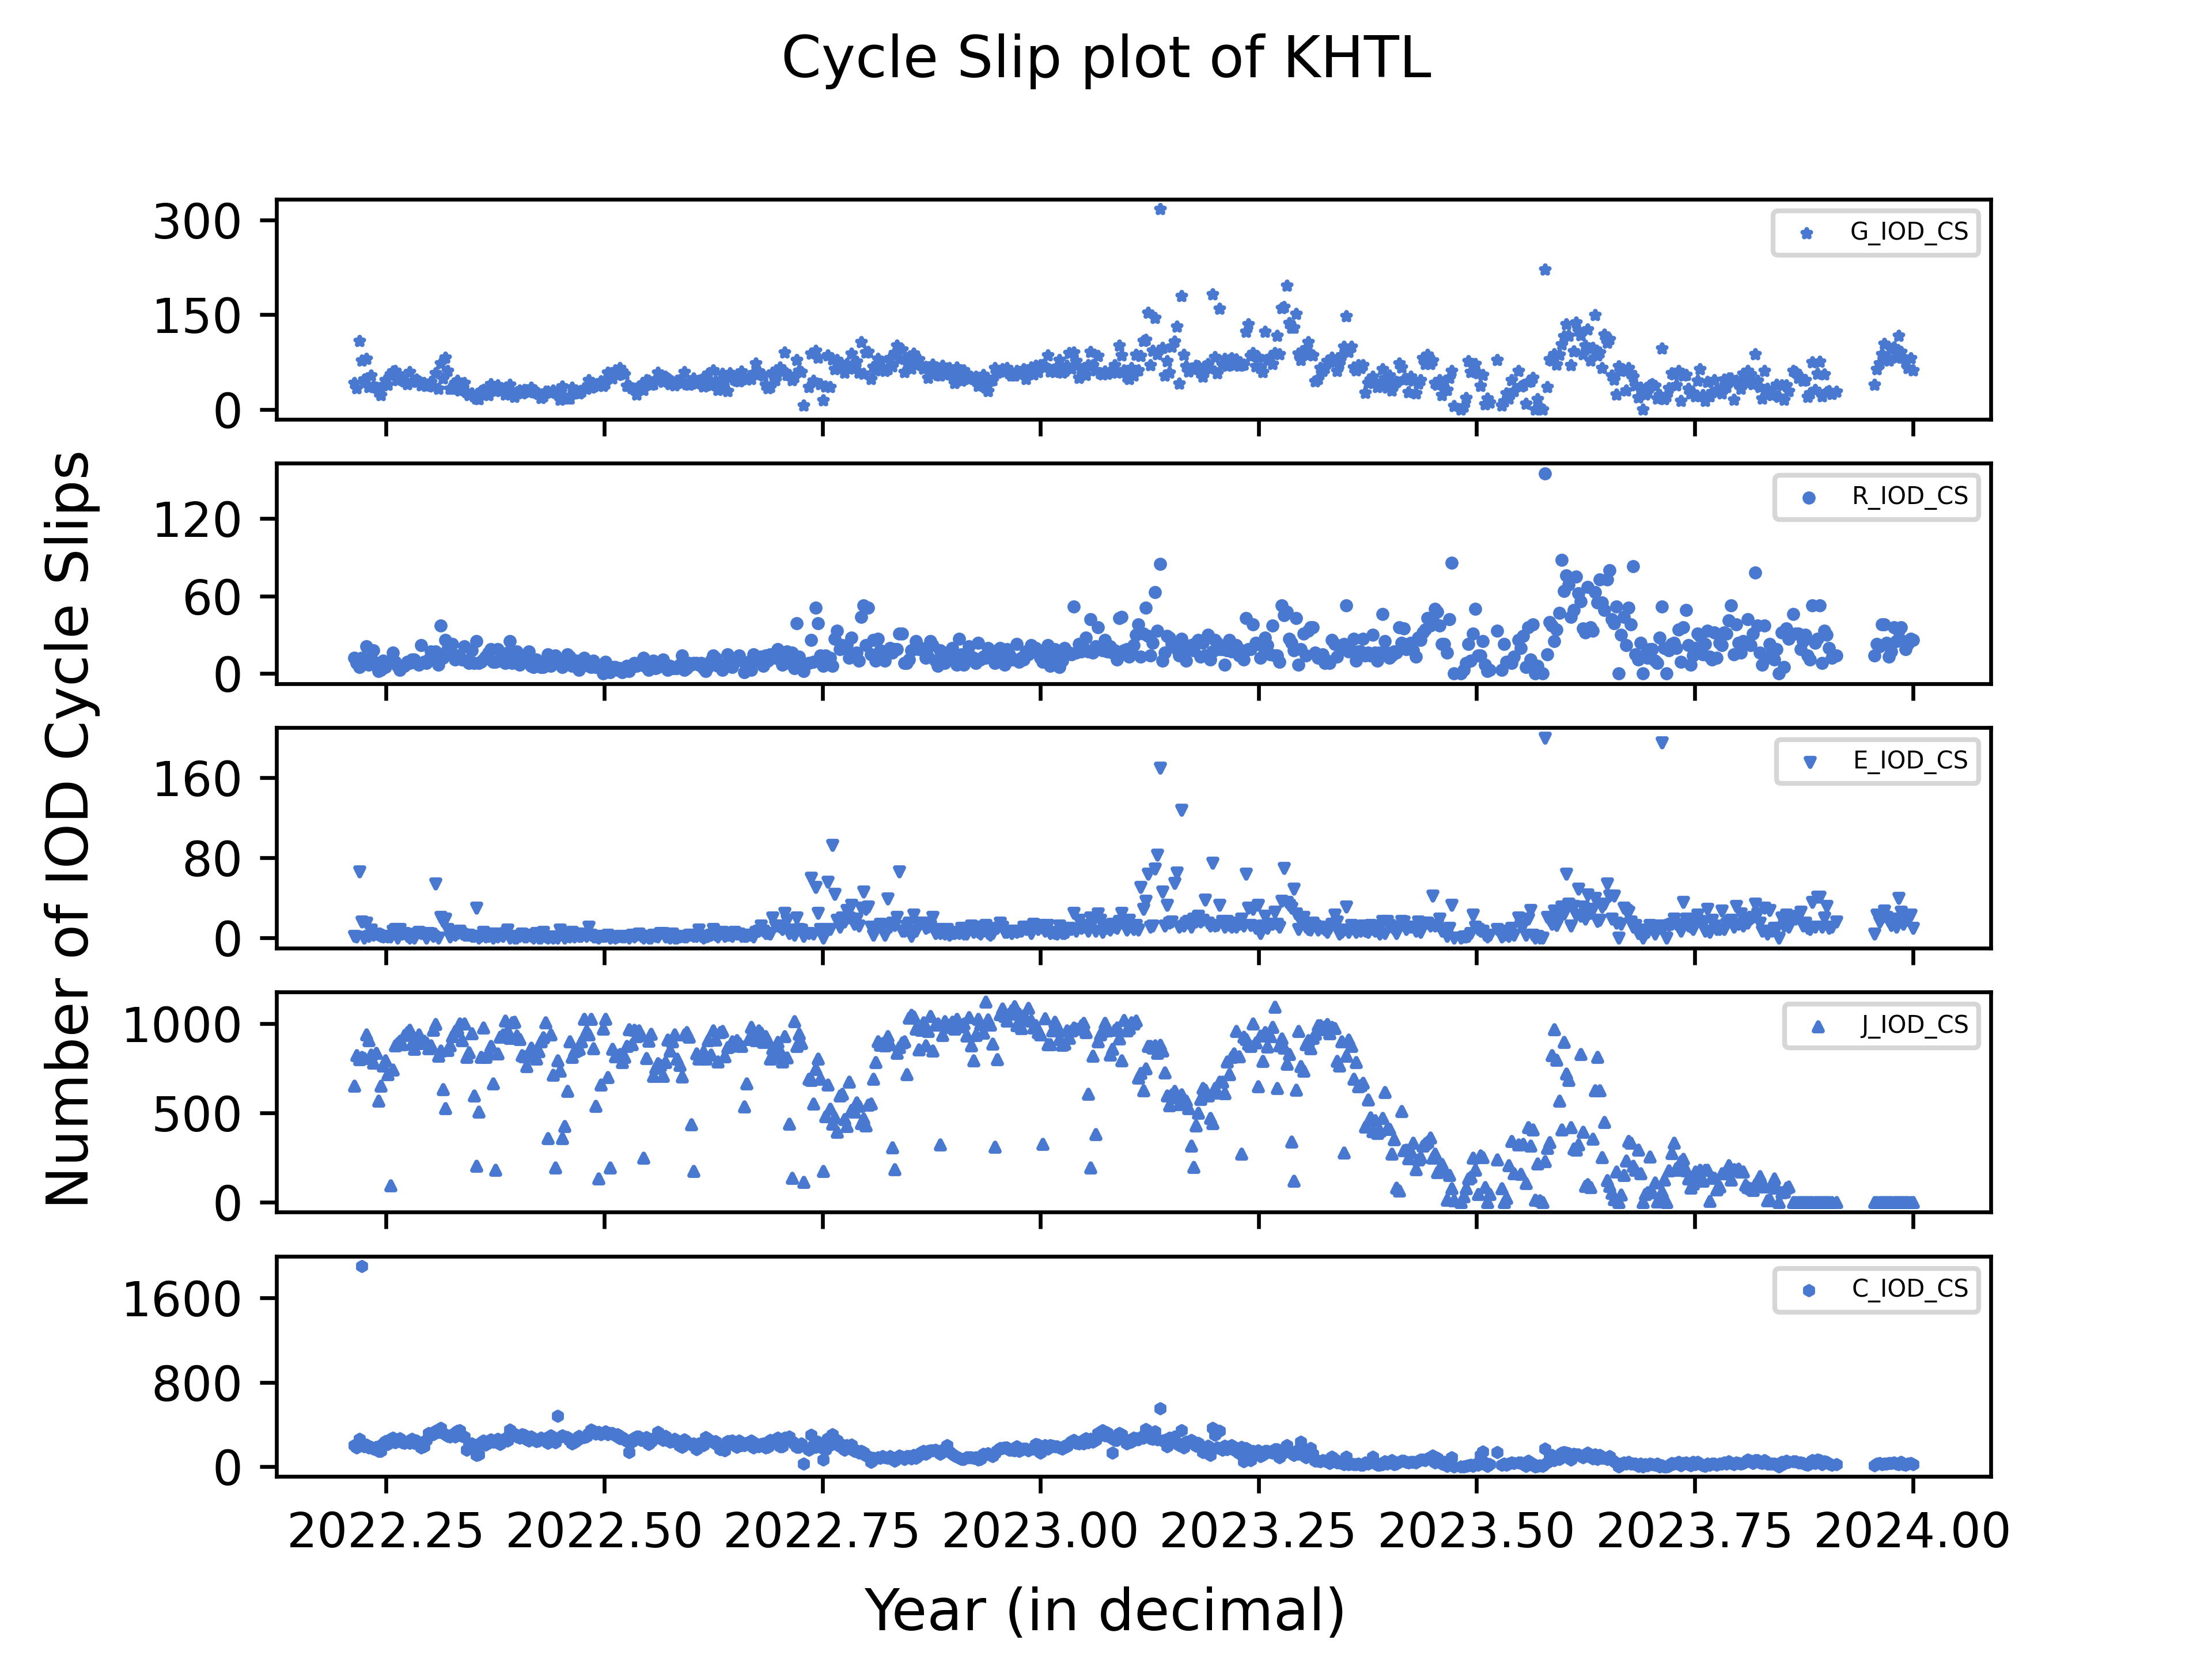 Cycle Slip plot of KHTL
Number of IOD Cycle Slips
300
150
0
G_IOD_CS
120
60
0
R_IOD_CS
160
80
0
E_IOD_CS
1000
500
0
J_IOD_CS
1600
800
0
C_IOD_CS
2022.25 2022.50 2022.75 2023.00 2023.25 2023.50 2023.75 2024.00
Year (in decimal)